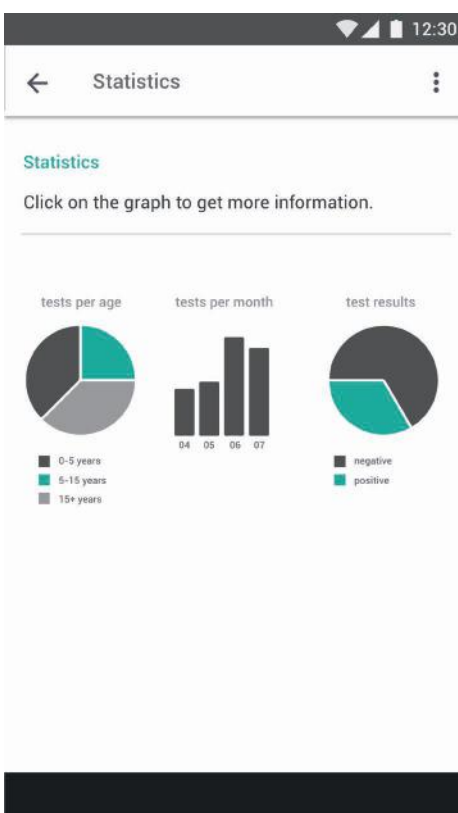 12:30
Statistics
Statistics
Click on the graph to get more information.
tests per age
tests per month
test results
04 05 06 07
0-5 years
5-15 years
15+ years
negative
positive